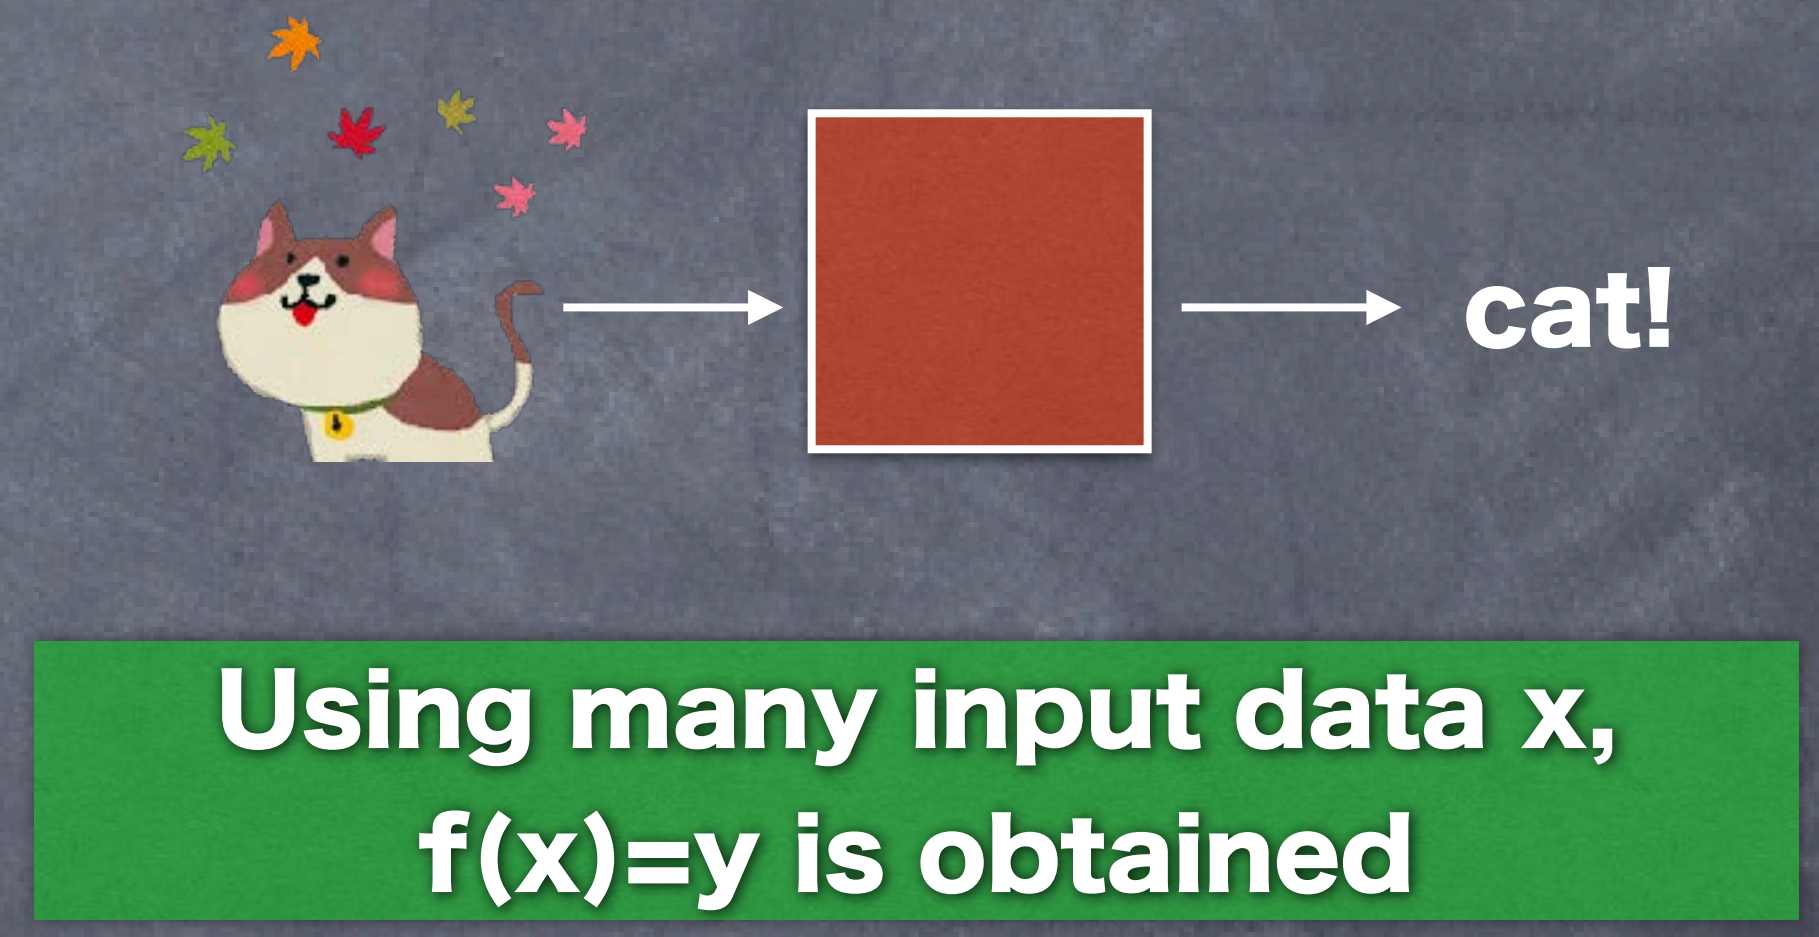 cat!
Using many input data x,
f(x)=y is obtained